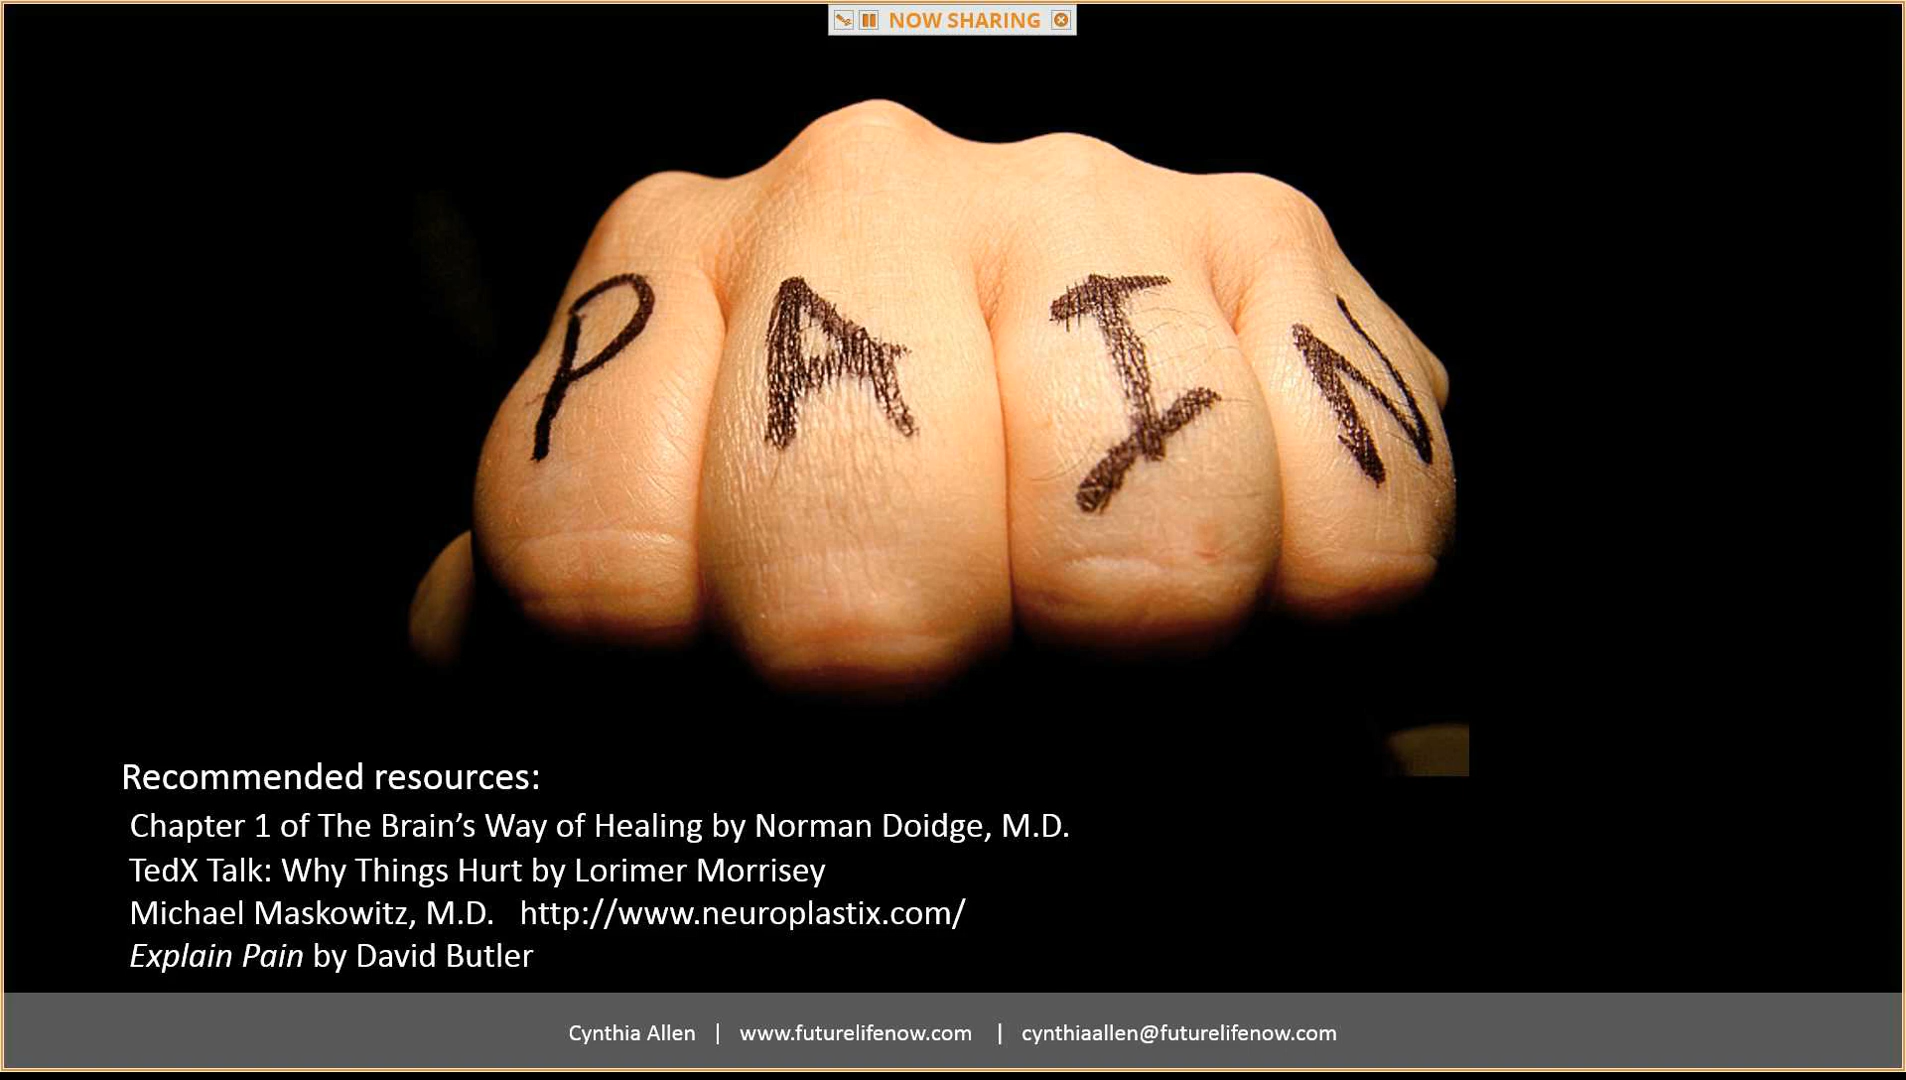 NOW SHARING
PAIN
Recommended resources:
Chapter 1 of The Brain’s Way of Healing by Norman Doidge, M.D.
TedX Talk: Why Things Hurt by Lorimer Morrisey
Michael Maskowitz, M.D. http://www.neuroplastix.com/
Explain Pain by David Butler
Cynthia Allen | www.futurelifenow.com | cynthiaallen@futurelifenow.com